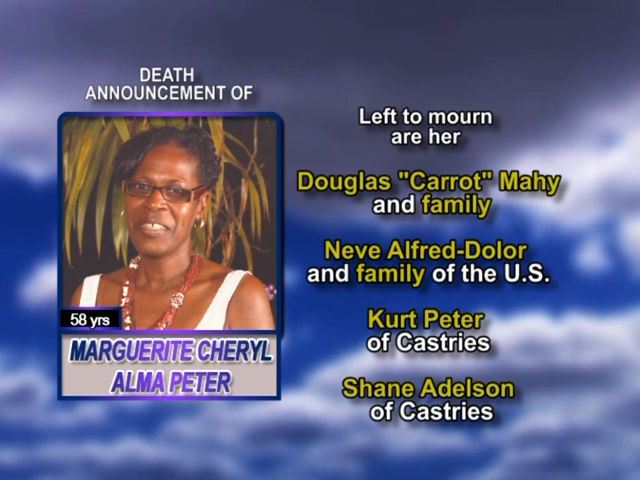 DEATH
ANNOUNCEMENT OF
58 yrs
MARGUERITE CHERYL
ALMA PETER
Left to mourn
are her
Douglas "Carrot" Mahy
and family
Neve Alfred-Dolor
and family of the U.S.
Kurt Peter
of Castries
Shane Adelson
of Castries